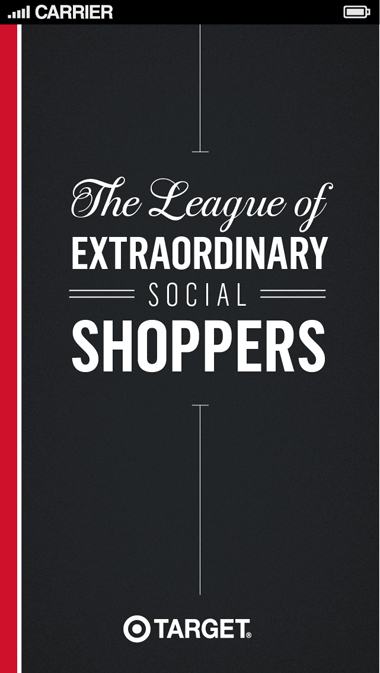 CARRIER
The League of
EXTRAORDINARY
SOCIAL
SHOPPERS
TARGET®